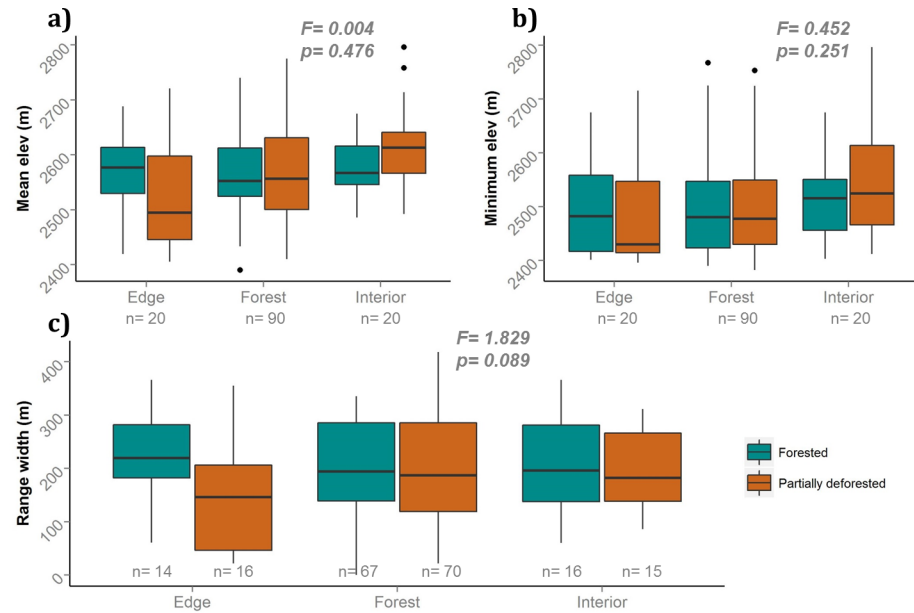 a)
F= 0.004
p= 0.476
Mean elev (m)
2800
2700
2600
2500
2400
Edge Forest Interior
n= 20 n= 90 n= 20
b)
F= 0.452
p= 0.251
Minimum elev (m)
2800
2700
2600
2500
2400
Edge Forest Interior
n= 20 n= 90 n= 20
c)
F= 1.829
p= 0.089
Range width (m)
400
300
200
100
0
n= 14 n= 16 n= 67 n= 70 n= 16 n= 15
Edge Forest Interior
Forested
Partially deforested